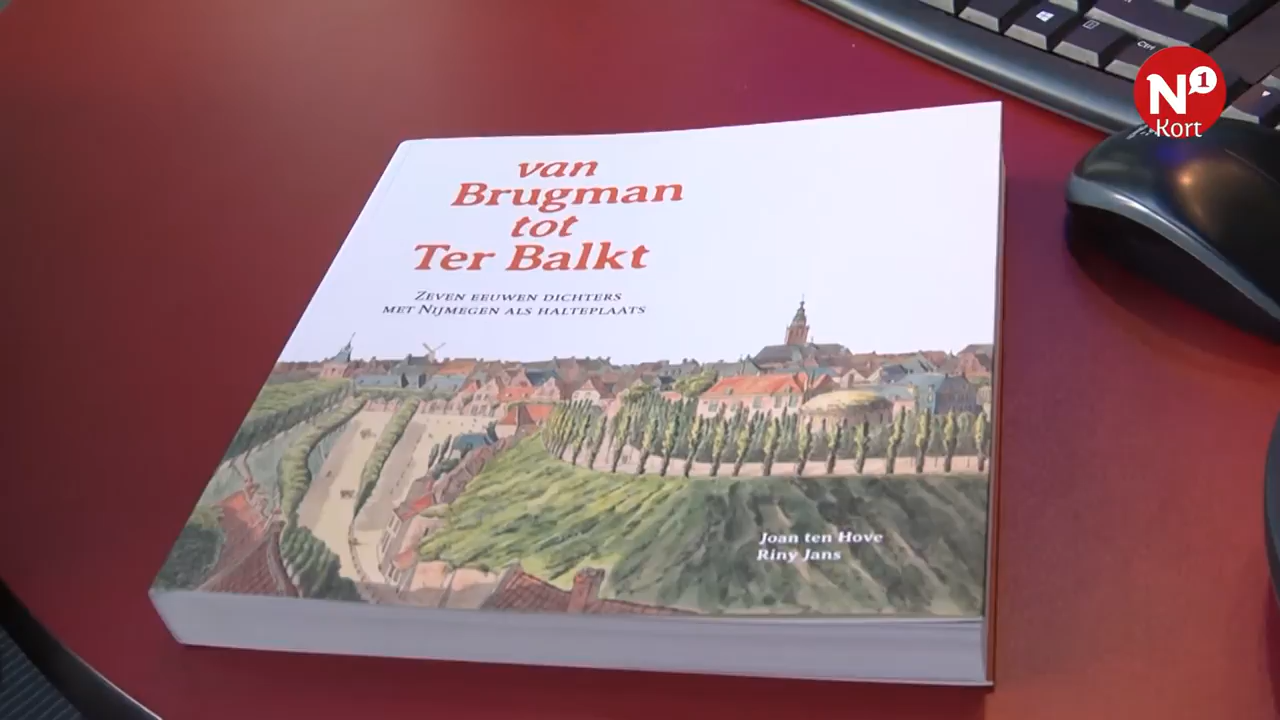 van
Brugman
tot
Ter Balkt
Zeven eeuwen dichters
met Nijmegen als halteplaats
Joan ten Hove
Riny Jans
N1
Kort
Ctrl